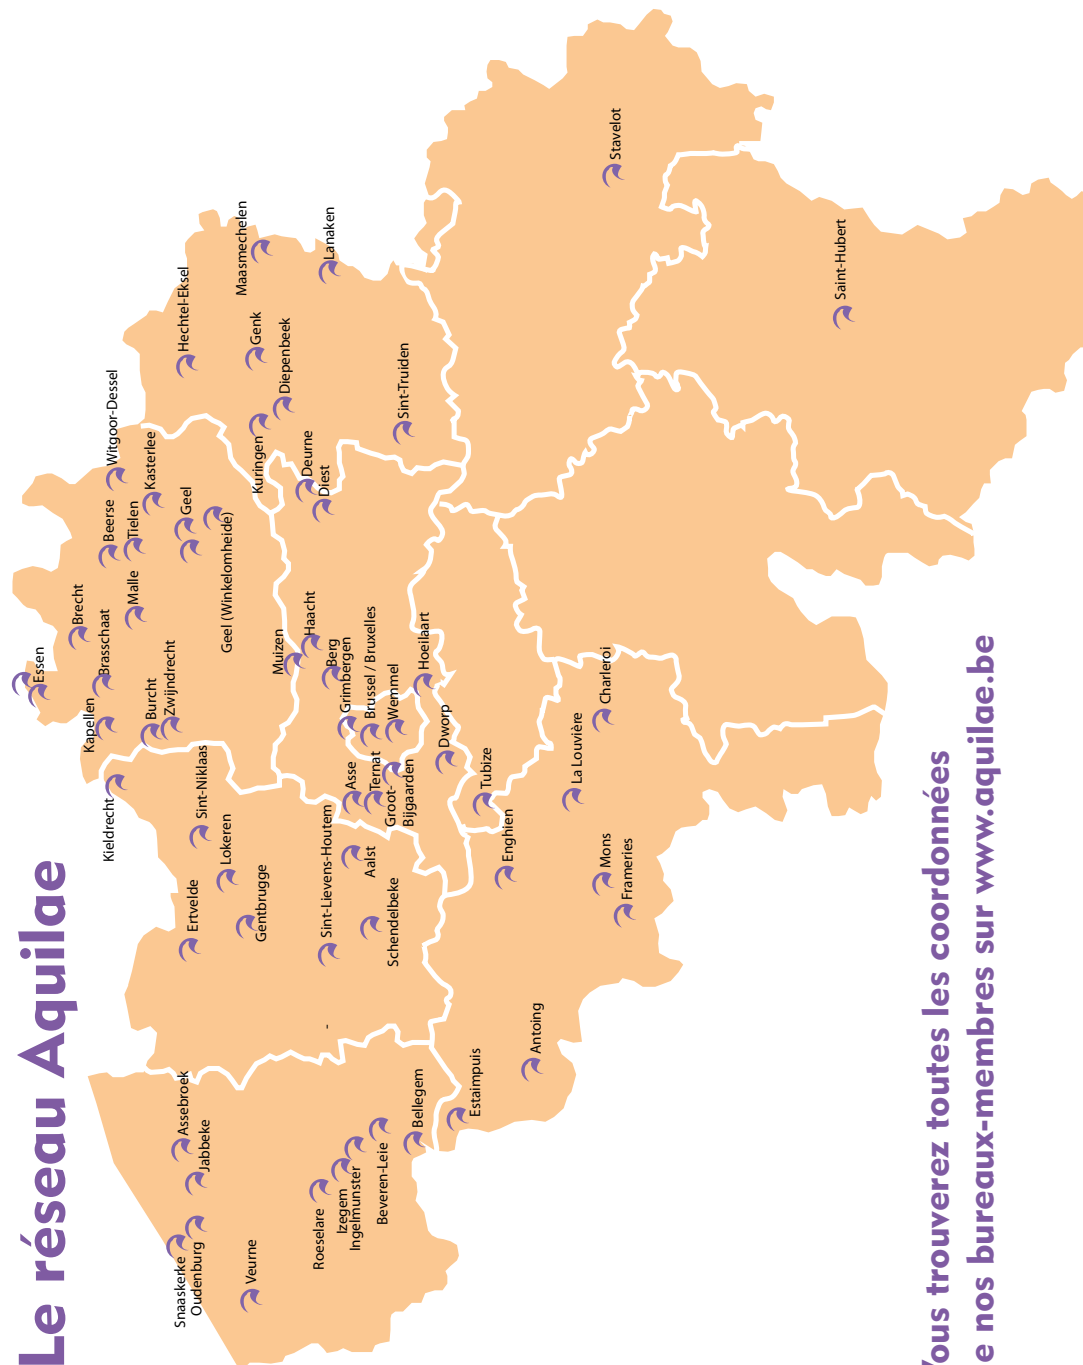 Le réseau Aquilae
Essen
Brecht
Kapellen
Brasschaat
Beerse
Witgoor-Dessel
Tielen
Kasterlee
Malle
Geel
Geel (Winkelomheide)
Burcht
Zwijndrecht
Kieldrecht
Sint-Niklaas
Lokeren
Ertvelde
Gentbrugge
Hechtel-Eksel
Maasmechelen
Lanaken
Genk
Diepenbeek
Kuringen
Sint-Truiden
Deurne
Diest
Muizen
Haacht
Berg
Grimbergen
Brussel / Bruxelles
Wemmel
Hoeilaart
Asse
Ternat
Groot-
Bijgaarden
Dworp
Sint-Lievens-Houtem
Aalst
Schendelbeke
-
Assebroek
Jabbeke
Snaaskerke
Oudenburg
Veurne
Roeselare
Izegem
Ingelmunster
Beveren-Leie
Bellegem
Estaimpuis
Antoing
Tubize
Enghien
La Louvière
Charleroi
Mons
Frameries
Stavelot
Saint-Hubert
ous trouverez toutes les coordonnées
e nos bureaux-membres sur www.aquilae.be